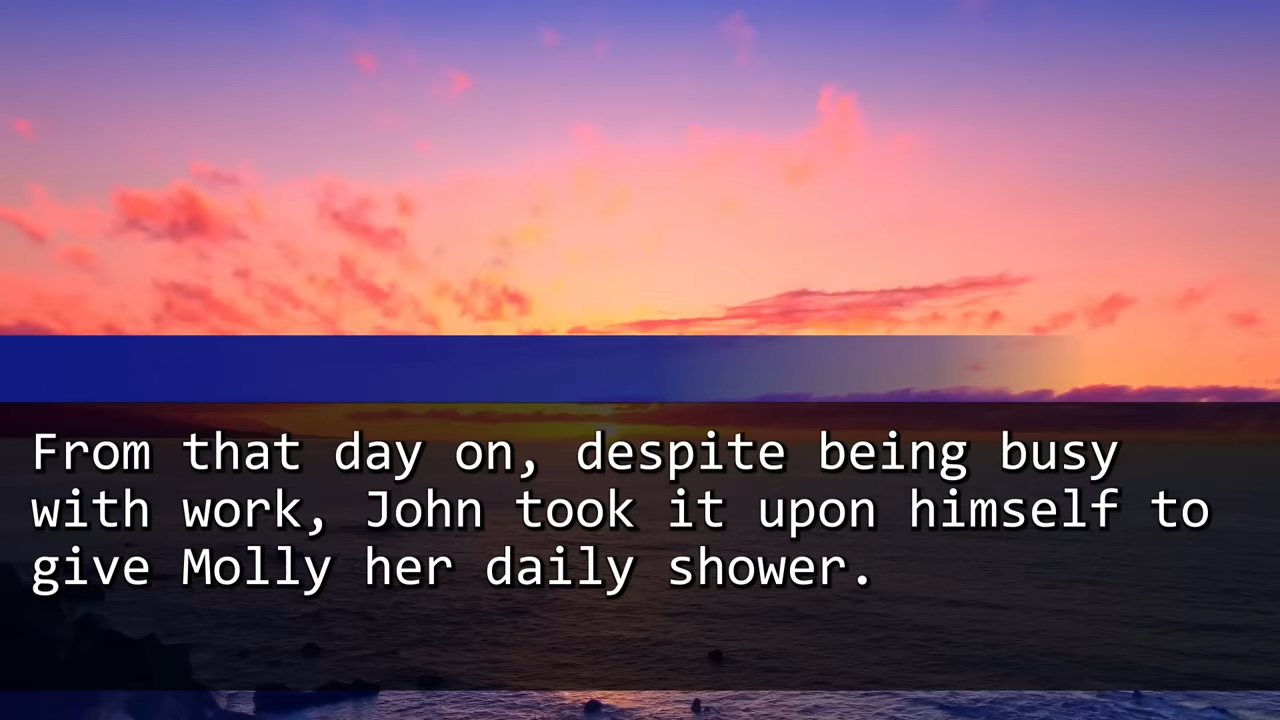 From that day on, despite being busy
with work, John took it upon himself to
give Molly her daily shower.